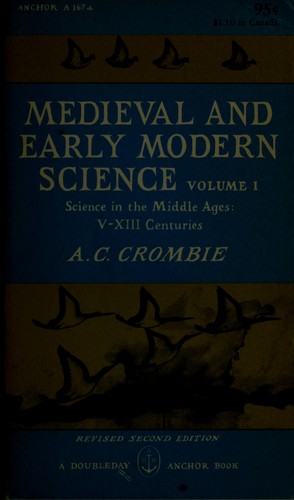 ANCHOR A 167a
95¢
$1.10 in Canada
MEDIEVAL AND
EARLY MODERN
SCIENCE VOLUME I
Science in the Middle Ages:
V-XIII Centuries
A. C. CROMBIE
REVISED SECOND EDITION
A DOUBLEDAY ANCHOR BOOK